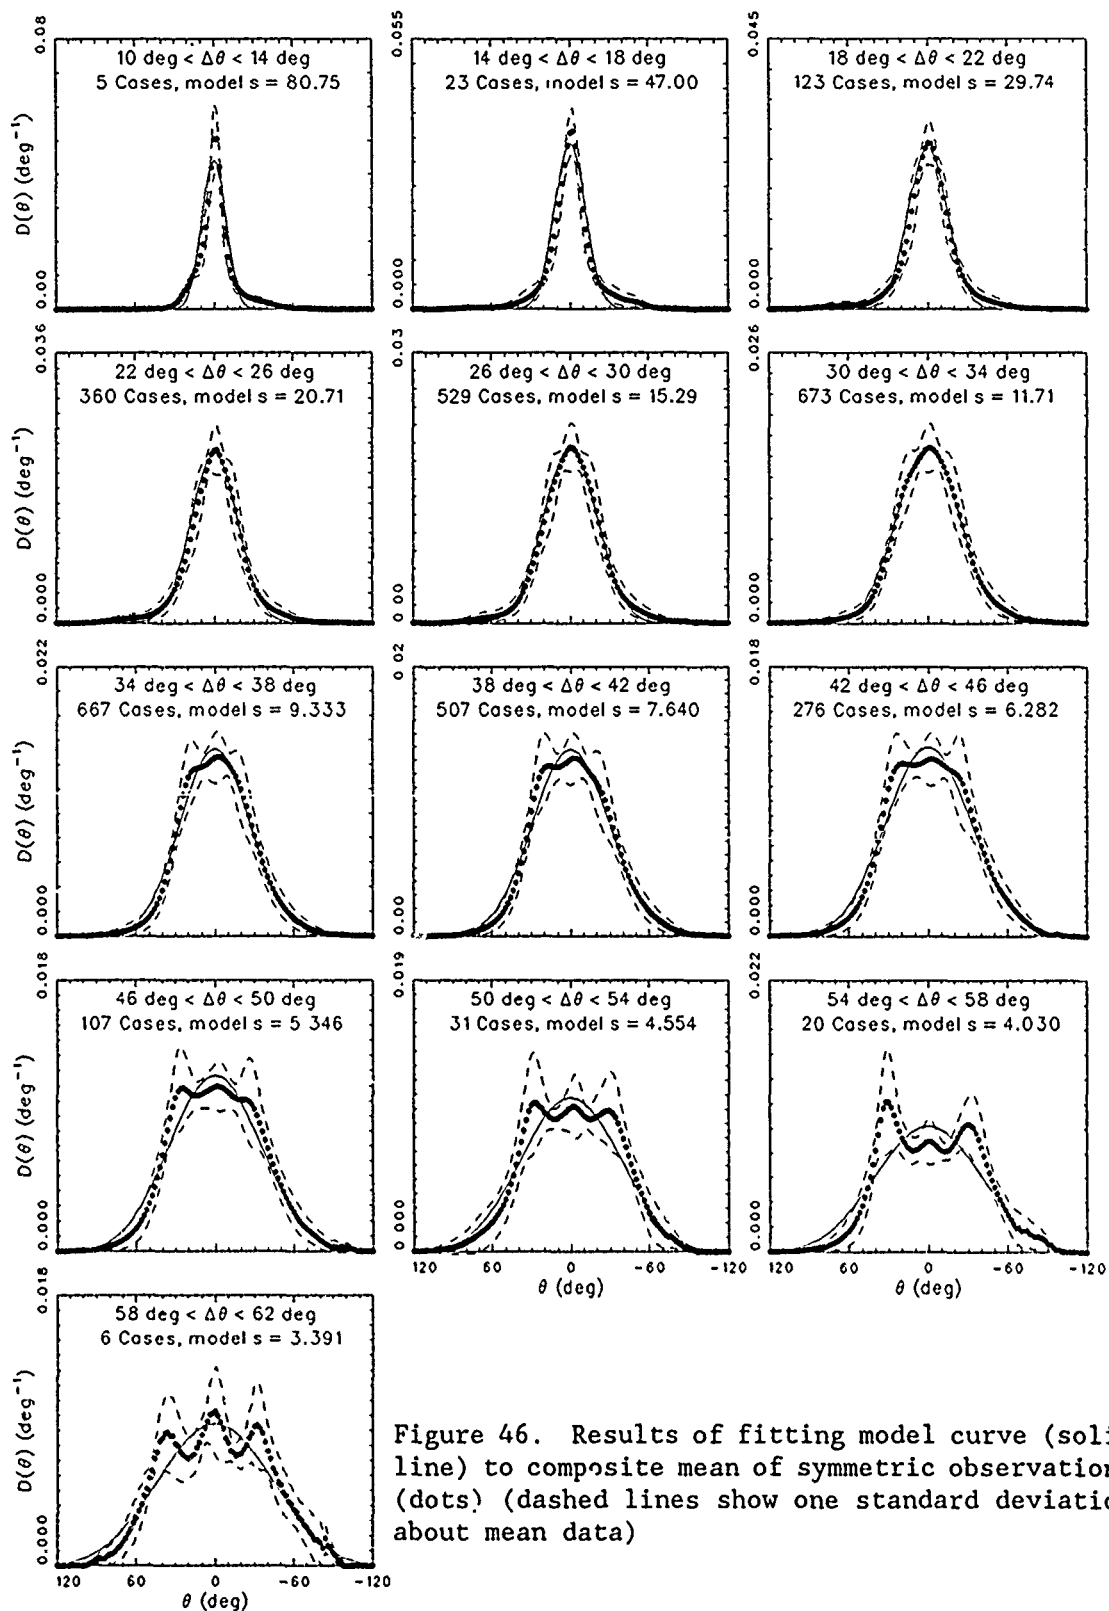 0.08
10 deg < Δθ < 14 deg
5 Cases, model s = 80.75
D(θ) (deg⁻¹)
0.00
0.055
14 deg < Δθ < 18 deg
23 Cases, model s = 47.00
0.000
0.045
18 deg < Δθ < 22 deg
123 Cases, model s = 29.74
0.000
0.036
22 deg < Δθ < 26 deg
360 Cases, model s = 20.71
D(θ) (deg⁻¹)
0.000
0.03
26 deg < Δθ < 30 deg
529 Cases, model s = 15.29
0.00
0.026
30 deg < Δθ < 34 deg
673 Cases, model s = 11.71
0.000
0.022
34 deg < Δθ < 38 deg
667 Cases, model s = 9.333
D(θ) (deg⁻¹)
0.000
0 02
38 deg < Δθ < 42 deg
507 Cases, model s = 7.640
0.00
0.018
42 deg < Δθ < 46 deg
276 Cases, model s = 6.282
0.000
0.018
46 deg < Δθ < 50 deg
107 Cases, model s = 5 346
D(θ) (deg⁻¹)
0.000
0.019
50 deg < Δθ < 54 deg
31 Cases, model s = 4.554
0 000
120 60 0 -60 -120
θ (deg)
0.022
54 deg < Δθ < 58 deg
20 Cases, model s = 4.030
0.000
120 60 0 -60 -120
θ (deg)
0.018
58 deg < Δθ < 62 deg
6 Cases, model s = 3.391
D(θ) (deg⁻¹)
0.000
120 60 0 -60 -120
θ (deg)
Figure 46. Results of fitting model curve (soli
line) to composite mean of symmetric observation
(dots) (dashed lines show one standard deviatio
about mean data)